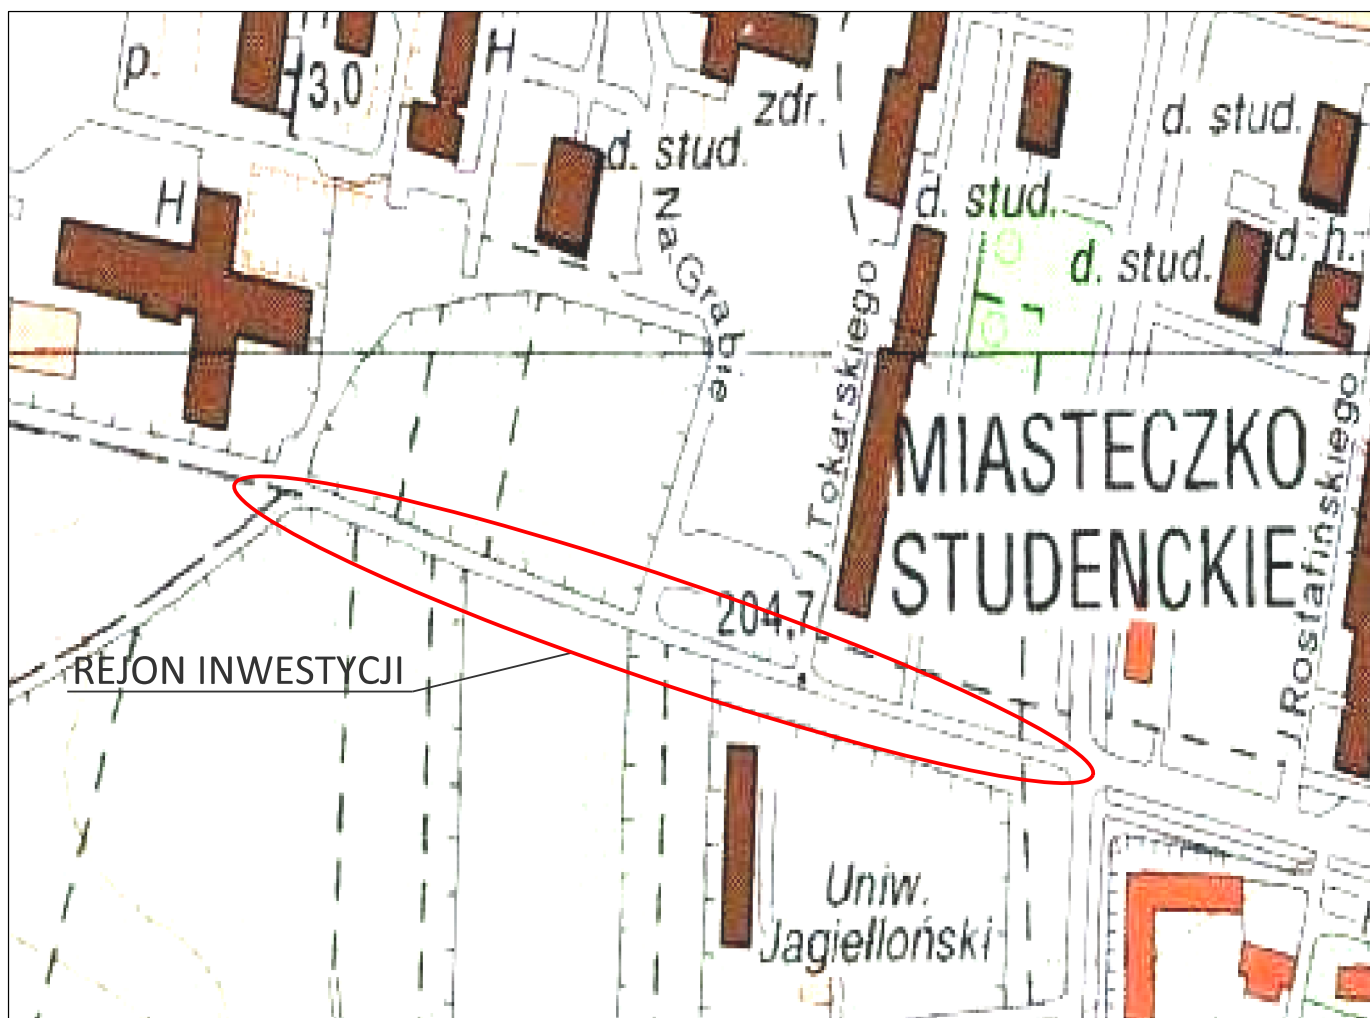 p.
3,0
H
zdr.
d. stud.
d. stud.
H
Na Grabie
d. stud.
d. stud.
d. h.
J. Tokarskiego
MIASTECZKO
STUDENCKIE
J. Rostafińskiego
204,7
REJON INWESTYCJI
Uniw.
Jagielloński